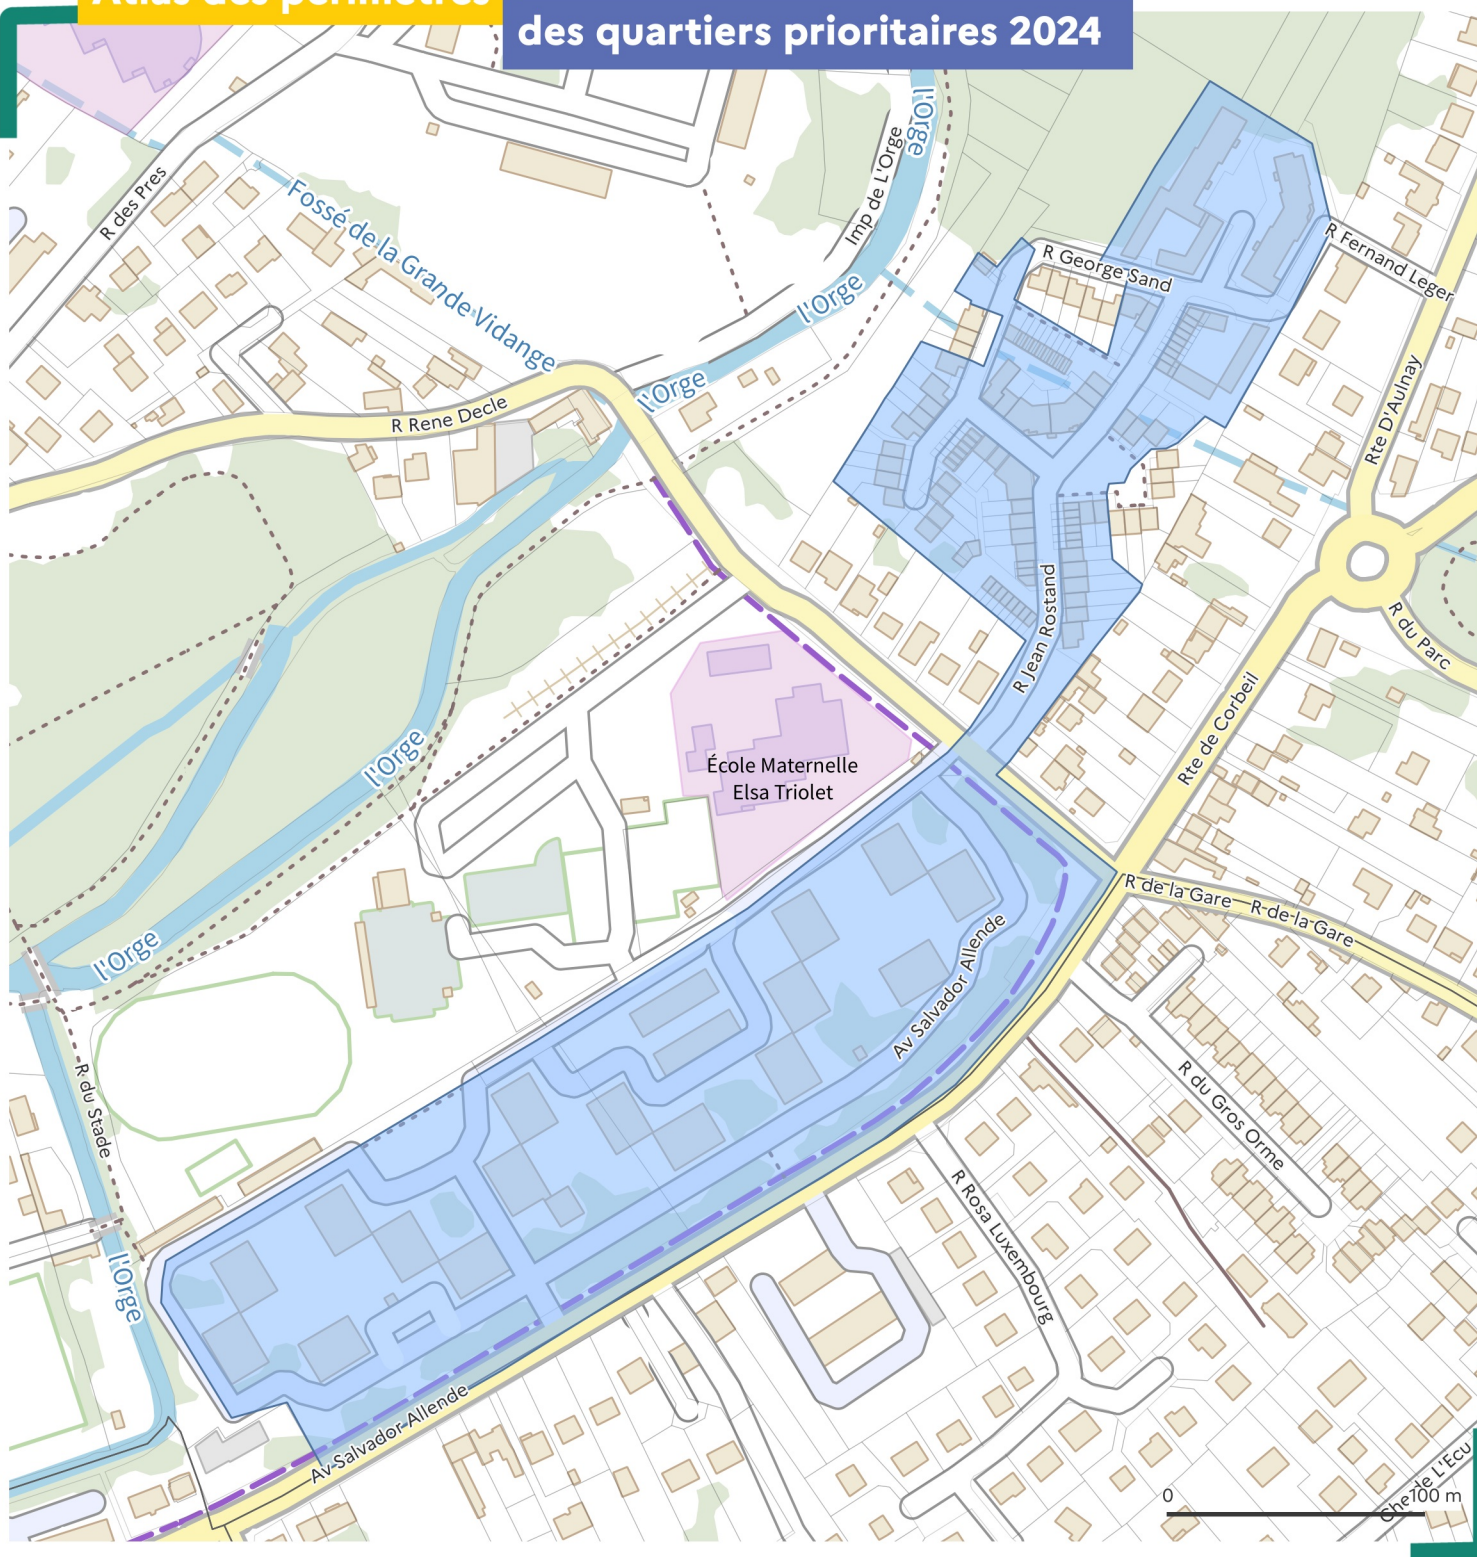 Atlas des périmètres
des quartiers prioritaires 2024
l'Orge
Imp de L'Orge
R des Pres
Fossé de la Grande Vidange
R George Sand
R Fernand Leger
l'Orge
l'Orge
R Rene Decle
Rte D'Aulnay
R Jean Rostand
R du Parc
Rte de Corbeil
l'Orge
École Maternelle
Elsa Triolet
R de la Gare
R de la Gare
l'Orge
Av Salvador Allende
R du Stade
R du Gros Orme
R Rosa Luxembourg
l'Orge
Av Salvador Allende
Che de L'Ecu
0
100 m